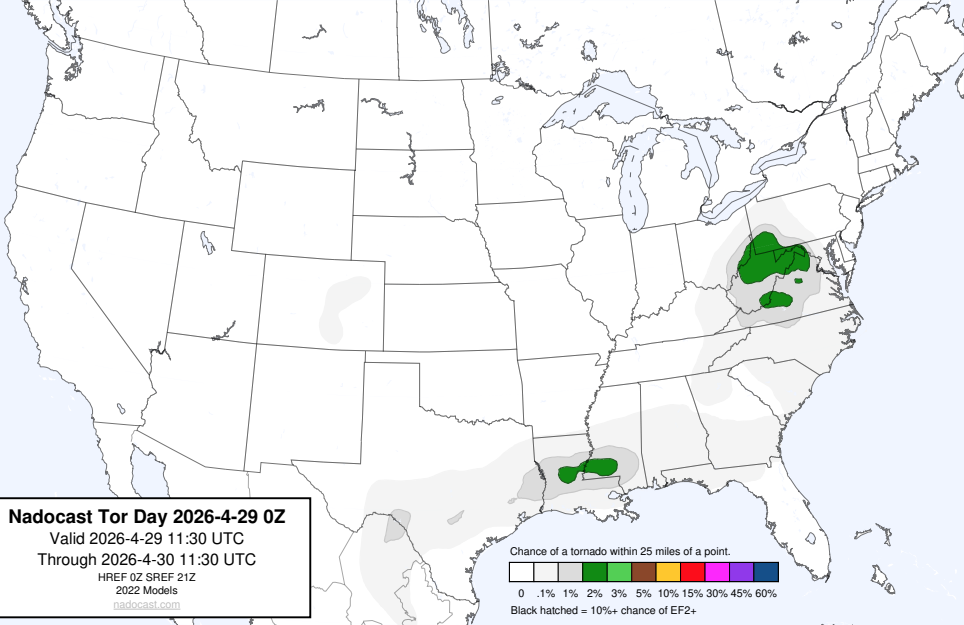 Nadocast Tor Day 2026-4-29 0Z
Valid 2026-4-29 11:30 UTC
Through 2026-4-30 11:30 UTC
HREF 0Z SREF 21Z
2022 Models
nadocast.com
Chance of a tornado within 25 miles of a point.
0 .1% 1% 2% 3% 5% 10% 15% 30% 45% 60%
Black hatched = 10%+ chance of EF2+